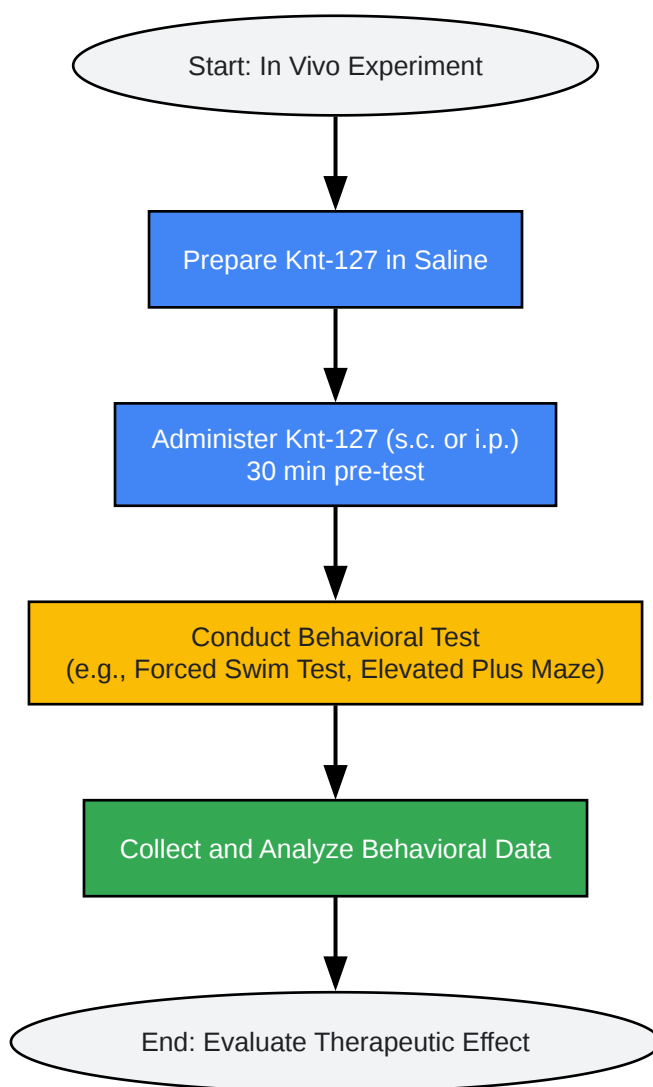 Start: In Vivo Experiment
Prepare Knt-127 in Saline
Administer Knt-127 (s.c. or i.p.)
30 min pre-test
Conduct Behavioral Test
(e.g., Forced Swim Test, Elevated Plus Maze)
Collect and Analyze Behavioral Data
End: Evaluate Therapeutic Effect